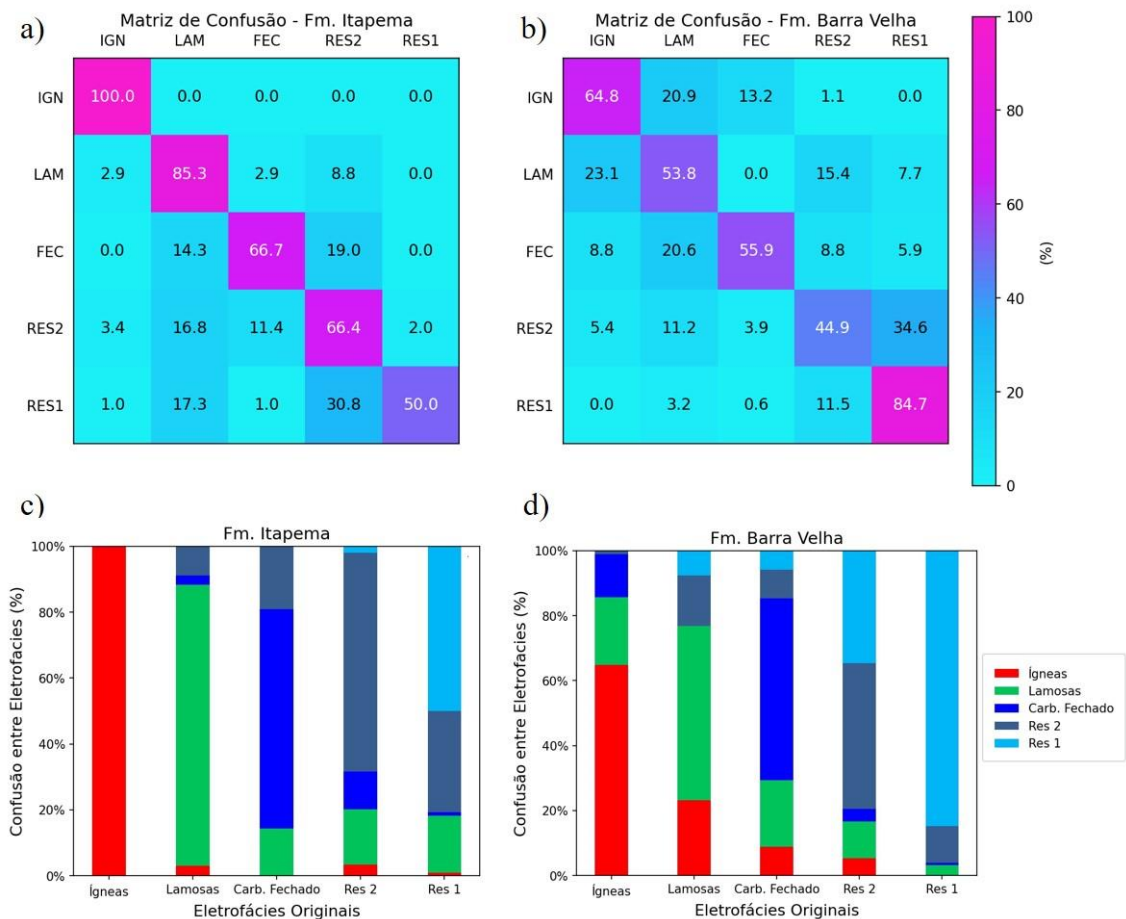 a)
Matriz de Confusão - Fm. Itapema
IGN LAM FEC RES2 RES1
IGN 100.0 0.0 0.0 0.0 0.0
LAM 2.9 85.3 2.9 8.8 0.0
FEC 0.0 14.3 66.7 19.0 0.0
RES2 3.4 16.8 11.4 66.4 2.0
RES1 1.0 17.3 1.0 30.8 50.0
b)
Matriz de Confusão - Fm. Barra Velha
IGN LAM FEC RES2 RES1
IGN 64.8 20.9 13.2 1.1 0.0
LAM 23.1 53.8 0.0 15.4 7.7
FEC 8.8 20.6 55.9 8.8 5.9
RES2 5.4 11.2 3.9 44.9 34.6
RES1 0.0 3.2 0.6 11.5 84.7
100
80
60
40
20
0
(%)
c)
Fm. Itapema
Confusão entre Eletrofacies (%)
100%
80%
60%
40%
20%
0%
Ígneas Lamosas Carb. Fechado Res 2 Res 1
Eletrofácies Originais
d)
Fm. Barra Velha
Confusão entre Eletrofacies (%)
100%
80%
60%
40%
20%
0%
Ígneas Lamosas Carb. Fechado Res 2 Res 1
Eletrofácies Originais
Ígneas
Lamosas
Carb. Fechado
Res 2
Res 1